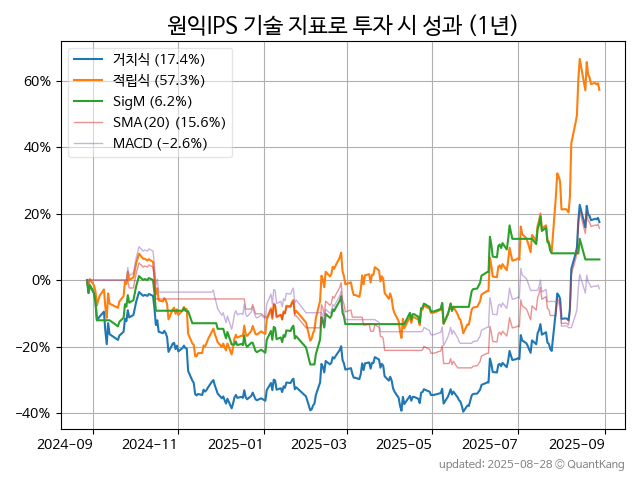 원익IPS 기술 지표로 투자 시 성과 (1년)
거치식 (17.4%)
적립식 (57.3%)
SigM (6.2%)
SMA(20) (15.6%)
MACD (−2.6%)
60%
40%
20%
0%
−20%
−40%
2024-09 2024-11 2025-01 2025-03 2025-05 2025-07 2025-09
updated: 2025-08-28 © QuantKang